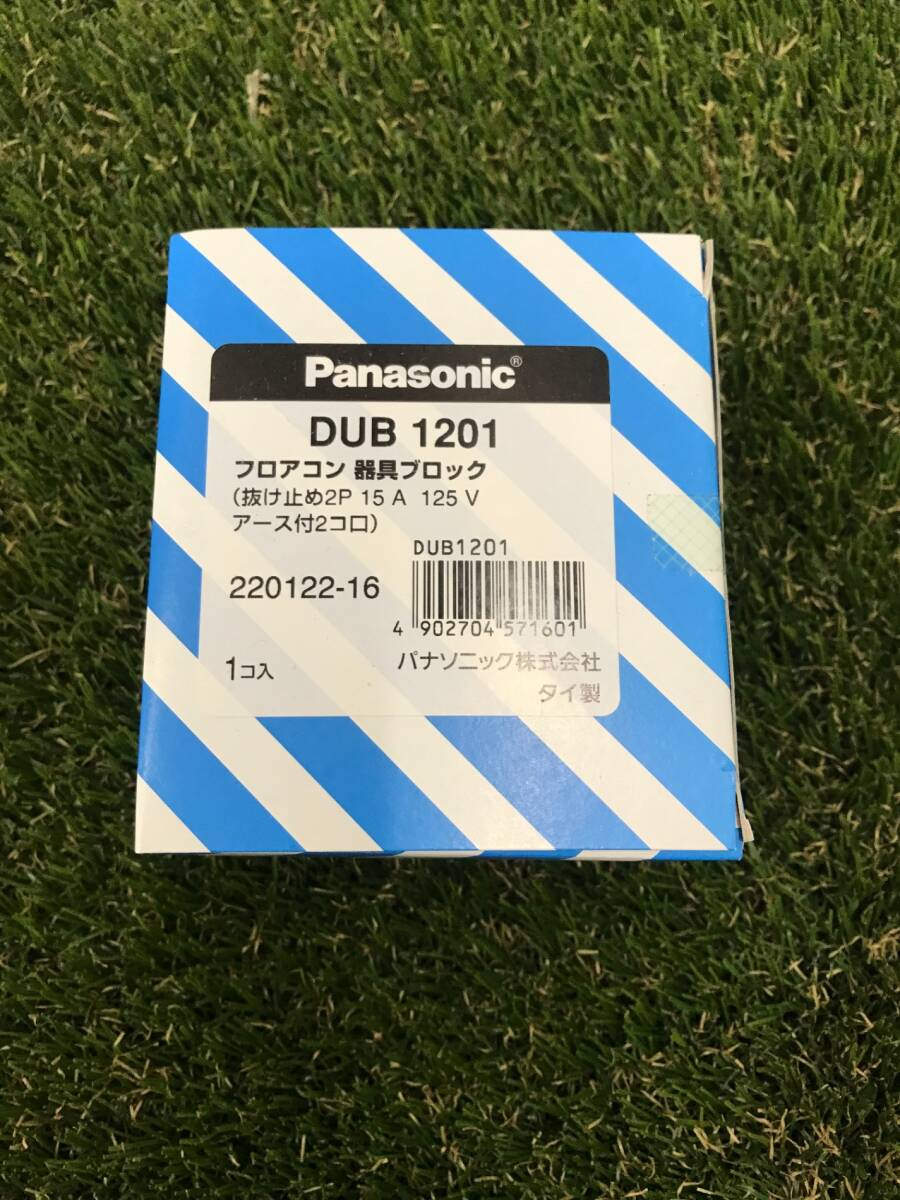 Panasonic®
DUB 1201
フロアコン 器具ブロック
(抜け止め2P 15 A 125 V
アース付2コ口)
DUB1201
220122-16
4 902704 571601
1コ入
パナソニック株式会社
タイ製